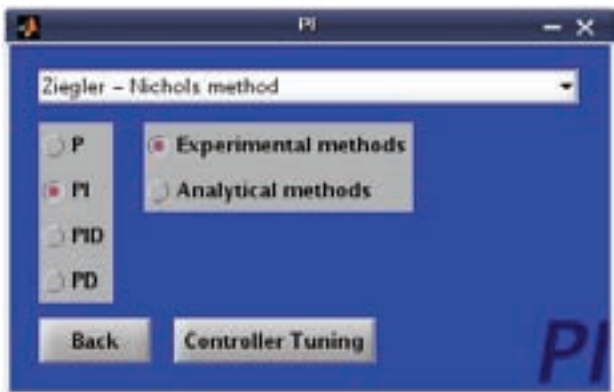 PI
Ziegler – Nichols method
P
Experimental methods
PI
Analytical methods
PID
PD
Back
Controller Tuning
PI